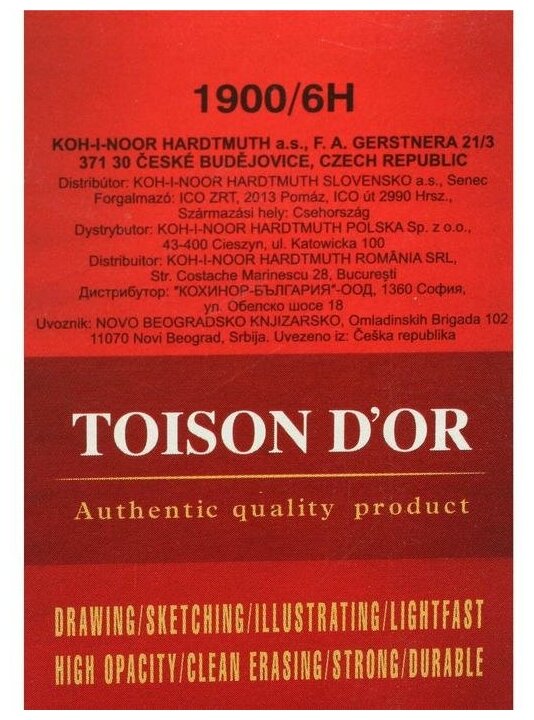 1900/6H
KOH-I-NOOR HARDTMUTH a.s., F. A. GERSTNERA 21/3
371 30 ČESKÉ BUDĚJOVICE, CZECH REPUBLIC
Distribútor: KOH-I-NOOR HARDTMUTH SLOVENSKO a.s., Senec
Forgalmazó: ICO ZRT, 2013 Pomáz, ICO út 2990 Hrsz.,
Származási hely: Csehország
Dystrybutor: KOH-I-NOOR HARDTMUTH POLSKA Sp. z o.o.,
43-400 Cieszyn, ul. Katowicka 100
Distribuitor: KOH-I-NOOR HARDTMUTH ROMÂNIA SRL,
Str. Costache Marinescu 28, București
Дистрибутор: "КОХИНОР-БЪЛГАРИЯ"-ООД, 1360 София,
ул. Обелско шосе 18
Uvoznik: NOVO BEOGRADSKO KNJIZARSKO, Omladinskih Brigada 102
11070 Novi Beograd, Srbija. Uvezeno iz: Češka republika
TOISON D'OR
Authentic quality product
DRAWING/SKETCHING/ILLUSTRATING/LIGHTFAST
HIGH OPACITY/CLEAN ERASING/STRONG/DURABLE